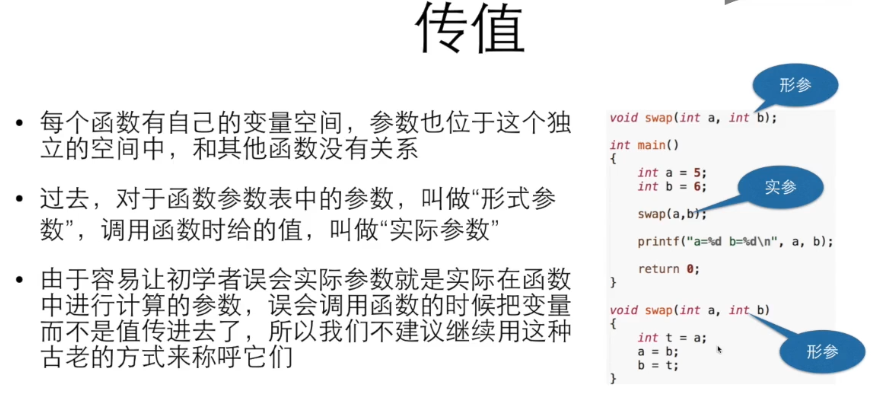 传值
• 每个函数有自己的变量空间，参数也位于这个独
立的空间中，和其他函数没有关系
• 过去，对于函数参数表中的参数，叫做“形式参
数”，调用函数时给的值，叫做“实际参数”
• 由于容易让初学者误会实际参数就是实际在函数
中进行计算的参数，误会调用函数的时候把变量
而不是值传进去了，所以我们不建议继续用这种
古老的方式来称呼它们
形参
void swap(int a, int b);
int main()
{
int a = 5;
int b = 6;
实参
swap(a,b);
printf("a=%d b=%d\n", a, b);
return 0;
}
void swap(int a, int b)
{
int t = a;
a = b;
b = t;
}
形参